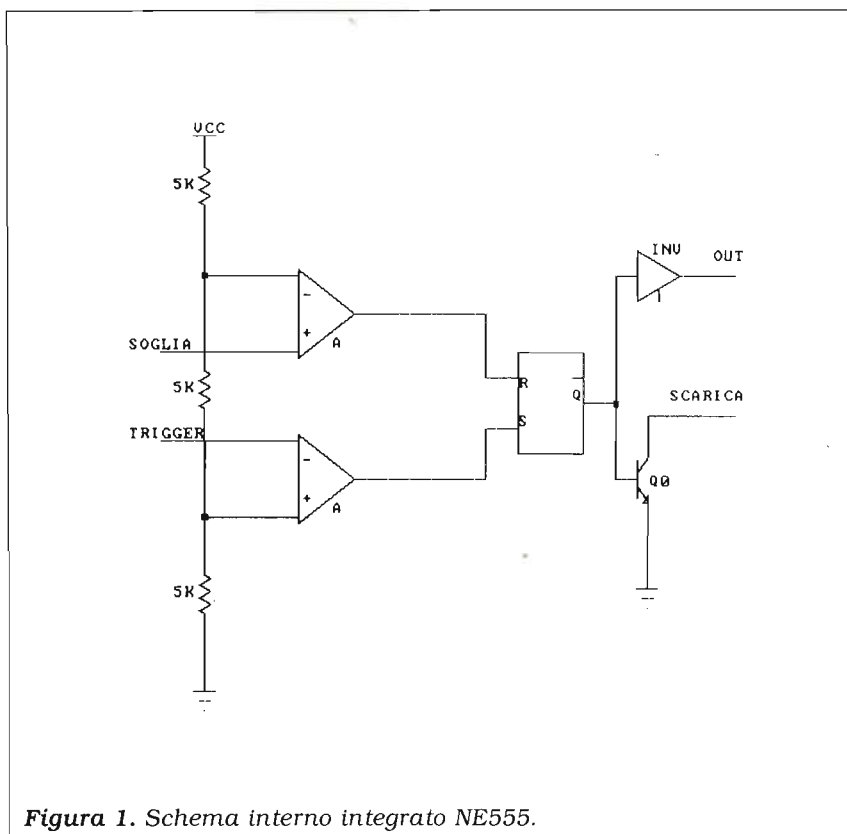 VCC
5K
INV
OUT
-
+
A
SOGLIA
5K
R
S
Q
SCARICA
TRIGGER
-
+
A
Q0
5K
Figura 1. Schema interno integrato NE555.